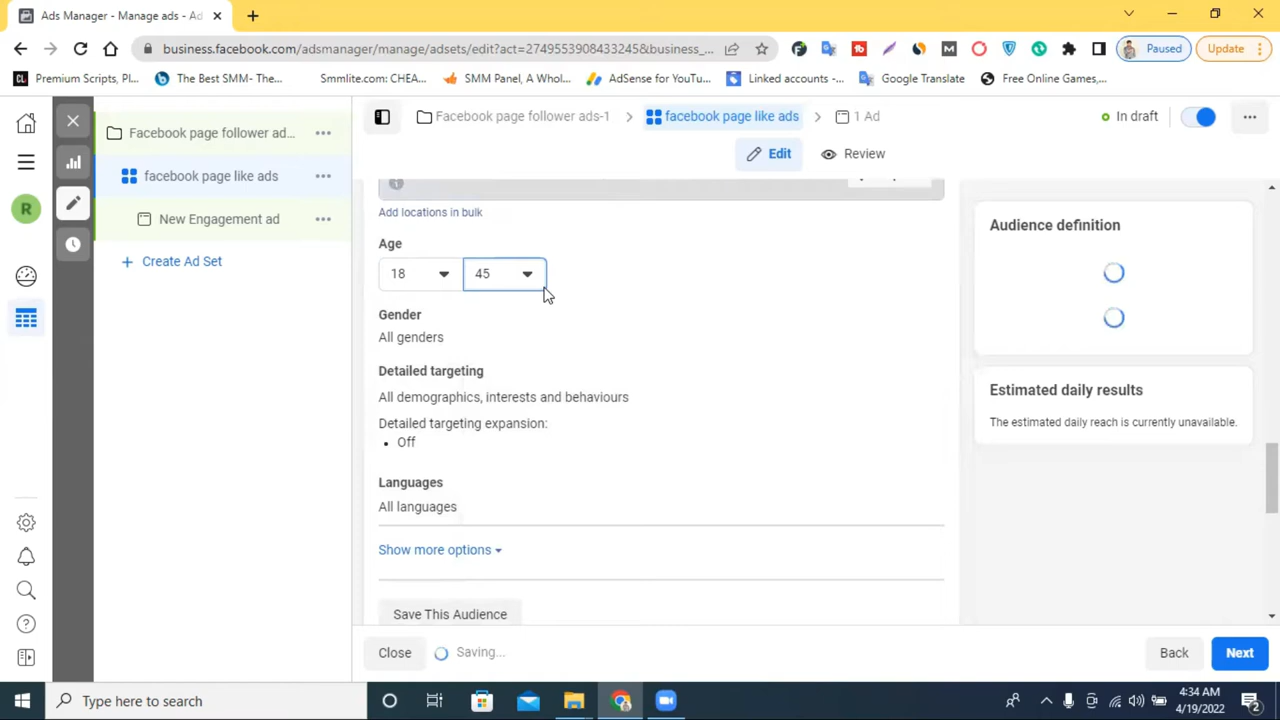 Ads Manager - Manage ads - Ad
business.facebook.com/adsmanager/manage/adsets/edit?act=2749553908433245&business_...
Paused
Update
Premium Scripts, Pl...
The Best SMM- The...
Smmlite.com: CHEA...
SMM Panel, A Whol...
AdSense for YouTu...
Linked accounts -...
Google Translate
Free Online Games,...
Facebook page follower ad...
facebook page like ads
New Engagement ad
+ Create Ad Set
R
Facebook page follower ads-1
facebook page like ads
1 Ad
In draft
Edit
Review
Add locations in bulk
Age
18
45
Gender
All genders
Detailed targeting
All demographics, interests and behaviours
Detailed targeting expansion:
• Off
Languages
All languages
Show more options
Save This Audience
Audience definition
Estimated daily results
The estimated daily reach is currently unavailable.
Close
Saving...
Back
Next
Type here to search
4:34 AM
4/19/2022
2